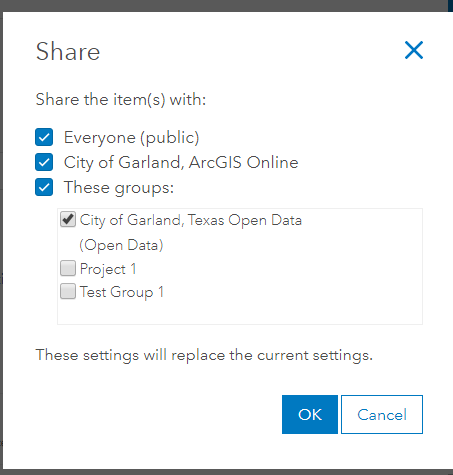 Share
Share the item(s) with:
Everyone (public)
City of Garland, ArcGIS Online
These groups:
City of Garland, Texas Open Data
(Open Data)
Project 1
Test Group 1
These settings will replace the current settings.
OK Cancel